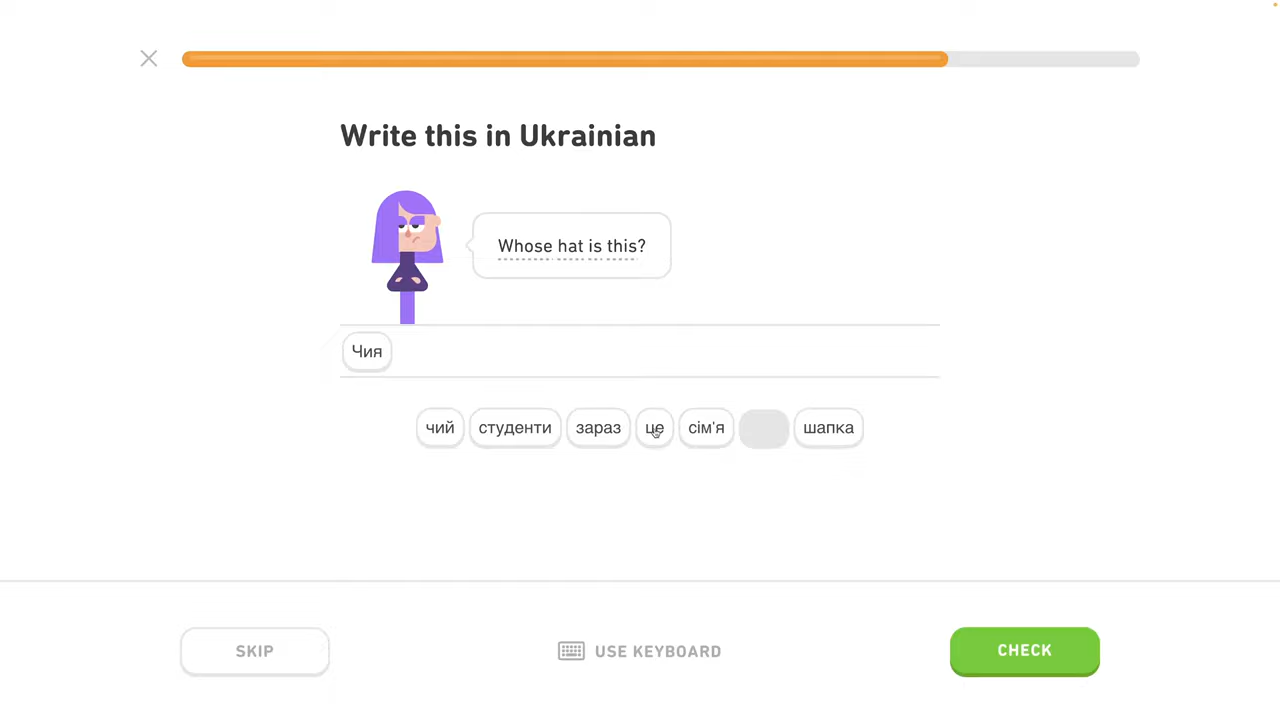 Write this in Ukrainian
Whose hat is this?
Чия
чий студенти зараз це сім'я шапка
SKIP USE KEYBOARD CHECK